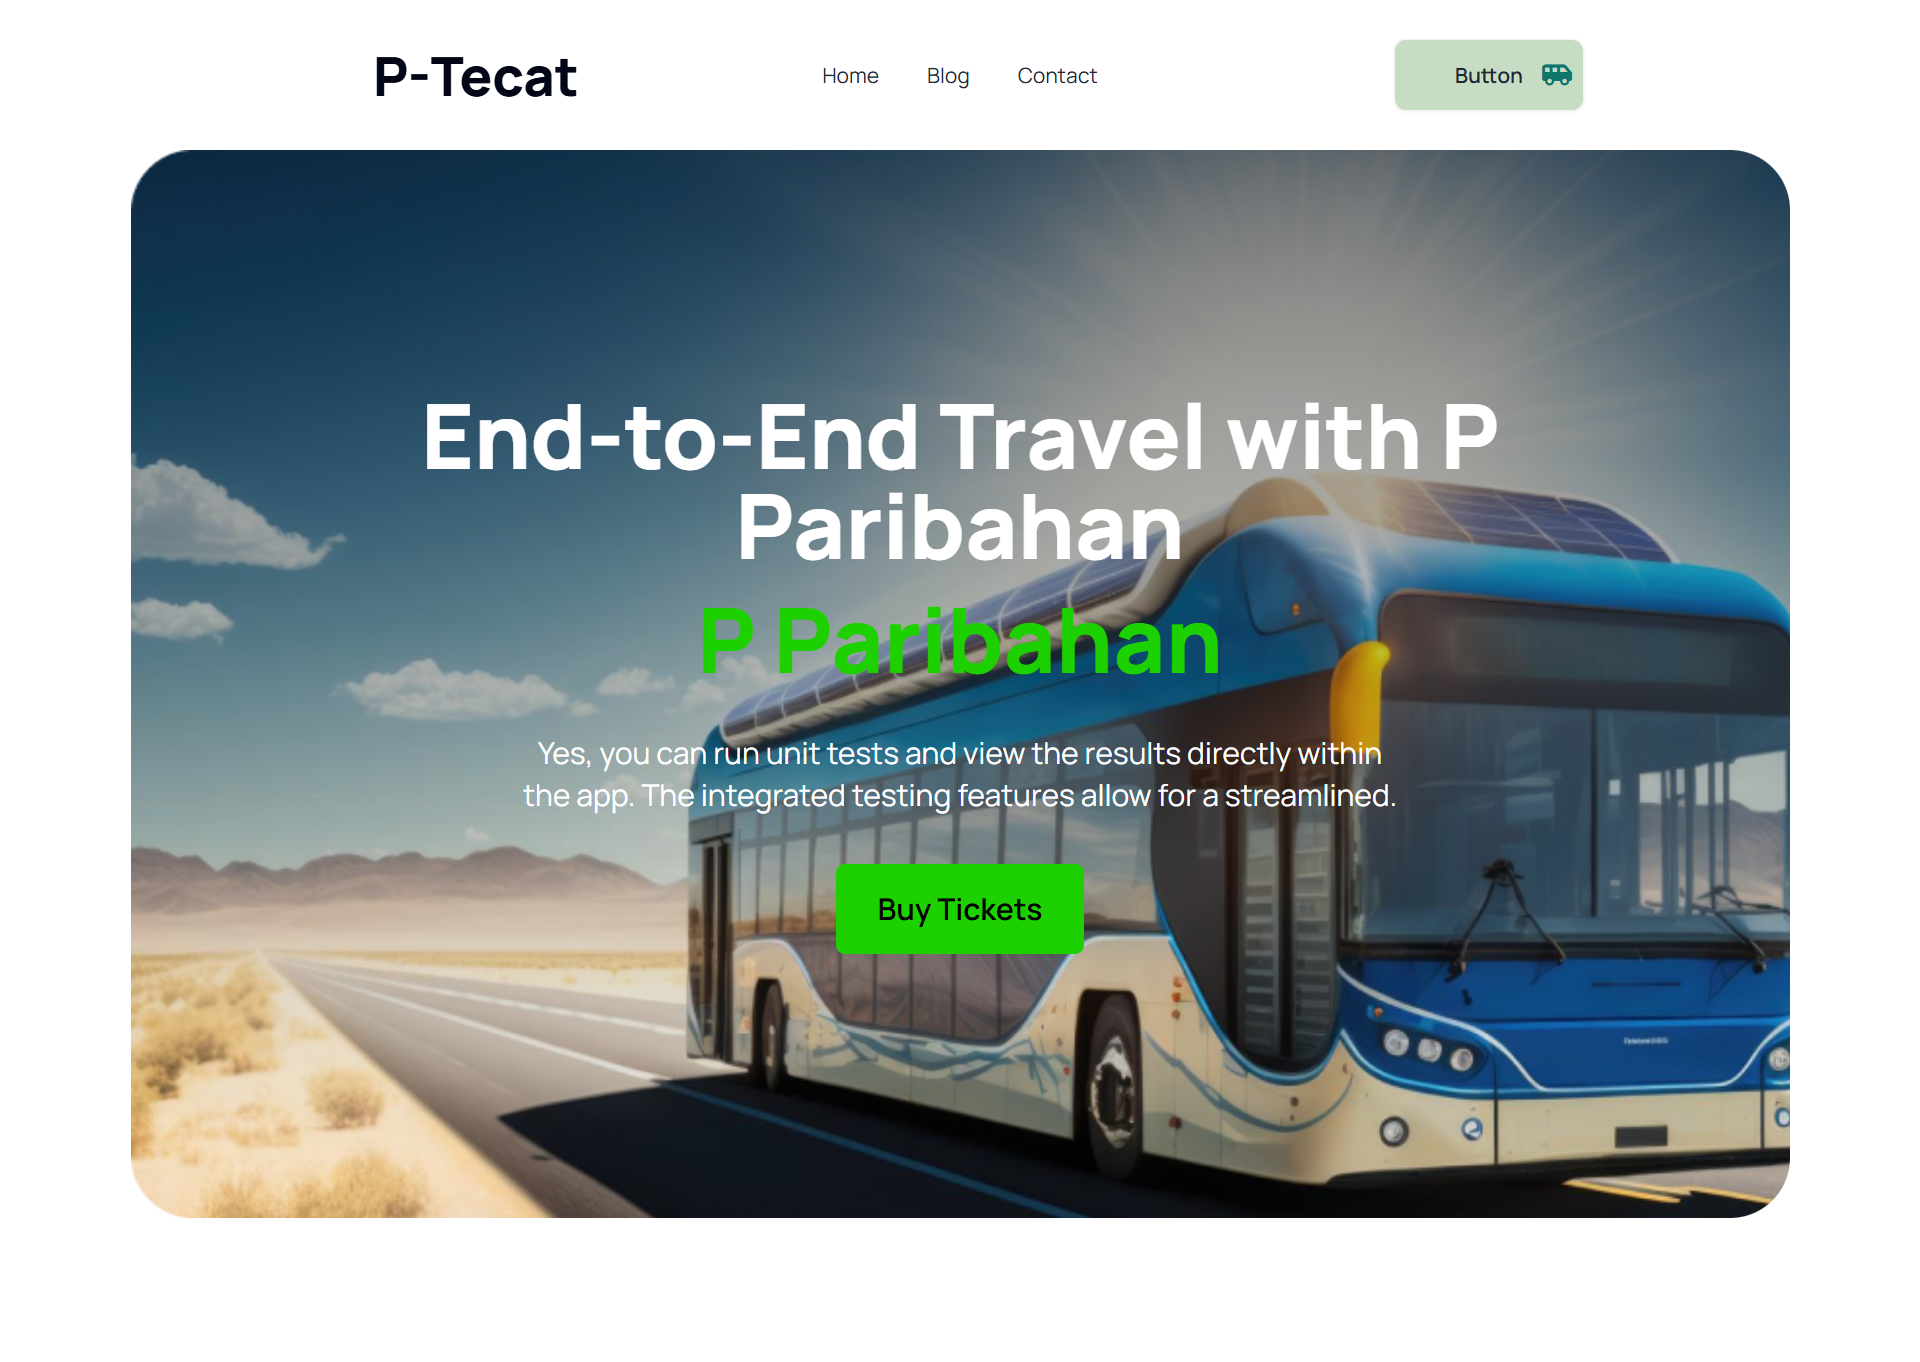 P-Tecat
Home
Blog
Contact
Button
End-to-End Travel with P
Paribahan
P Paribahan
Yes, you can run unit tests and view the results directly within
the app. The integrated testing features allow for a streamlined.
Buy Tickets